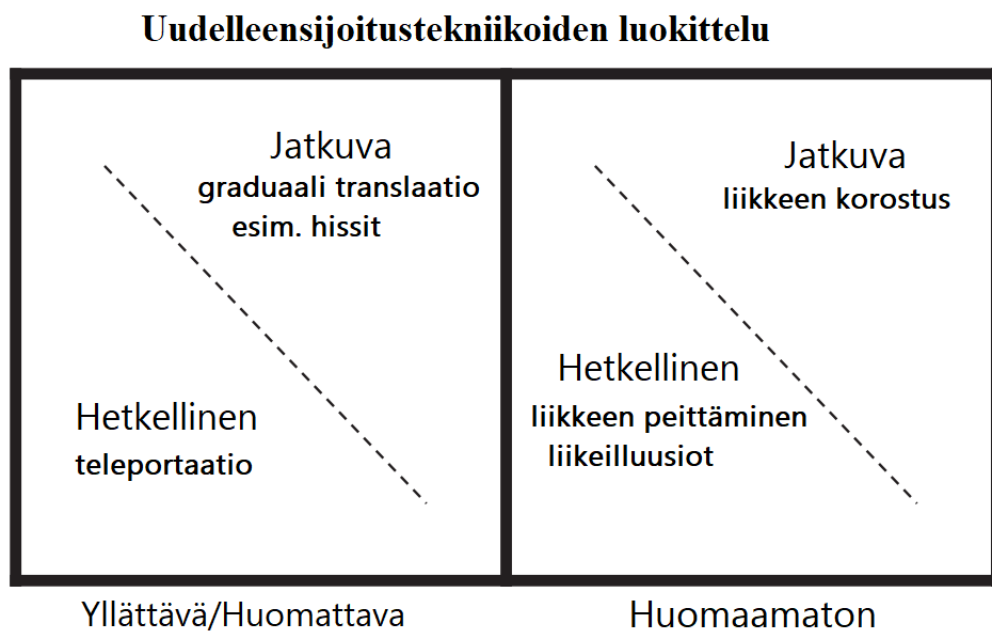 Uudelleensijoitustekniikoiden luokittelu
Jatkuva
graduaali translaatio
esim. hissit
Hetkellinen
teleportaatio
Jatkuva
liikkeen korostus
Hetkellinen
liikkeen peittäminen
liikeilluusiot
Yllättävä/Huomattava
Huomaamaton